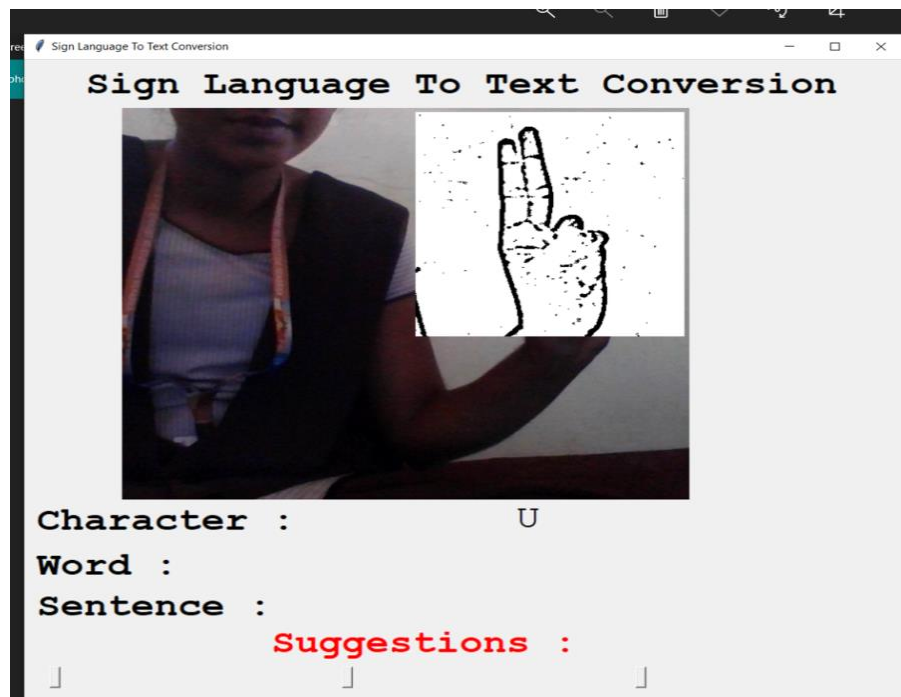 Sign Language To Text Conversion
Sign Language To Text Conversion
Character : U
Word :
Sentence :
Suggestions :